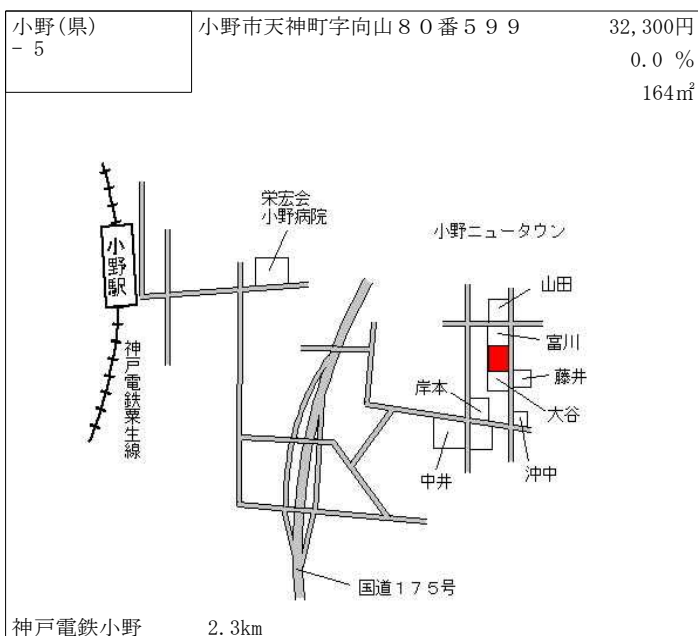 小野(県)
- 5
小野市天神町字向山８０番５９９
32,300円
0.0 %
164㎡
栄宏会
小野病院
小野ニュータウン
小野駅
山田
富川
藤井
岸本
大谷
神戸電鉄粟生線
中井
沖中
国道１７５号
神戸電鉄小野 2.3km